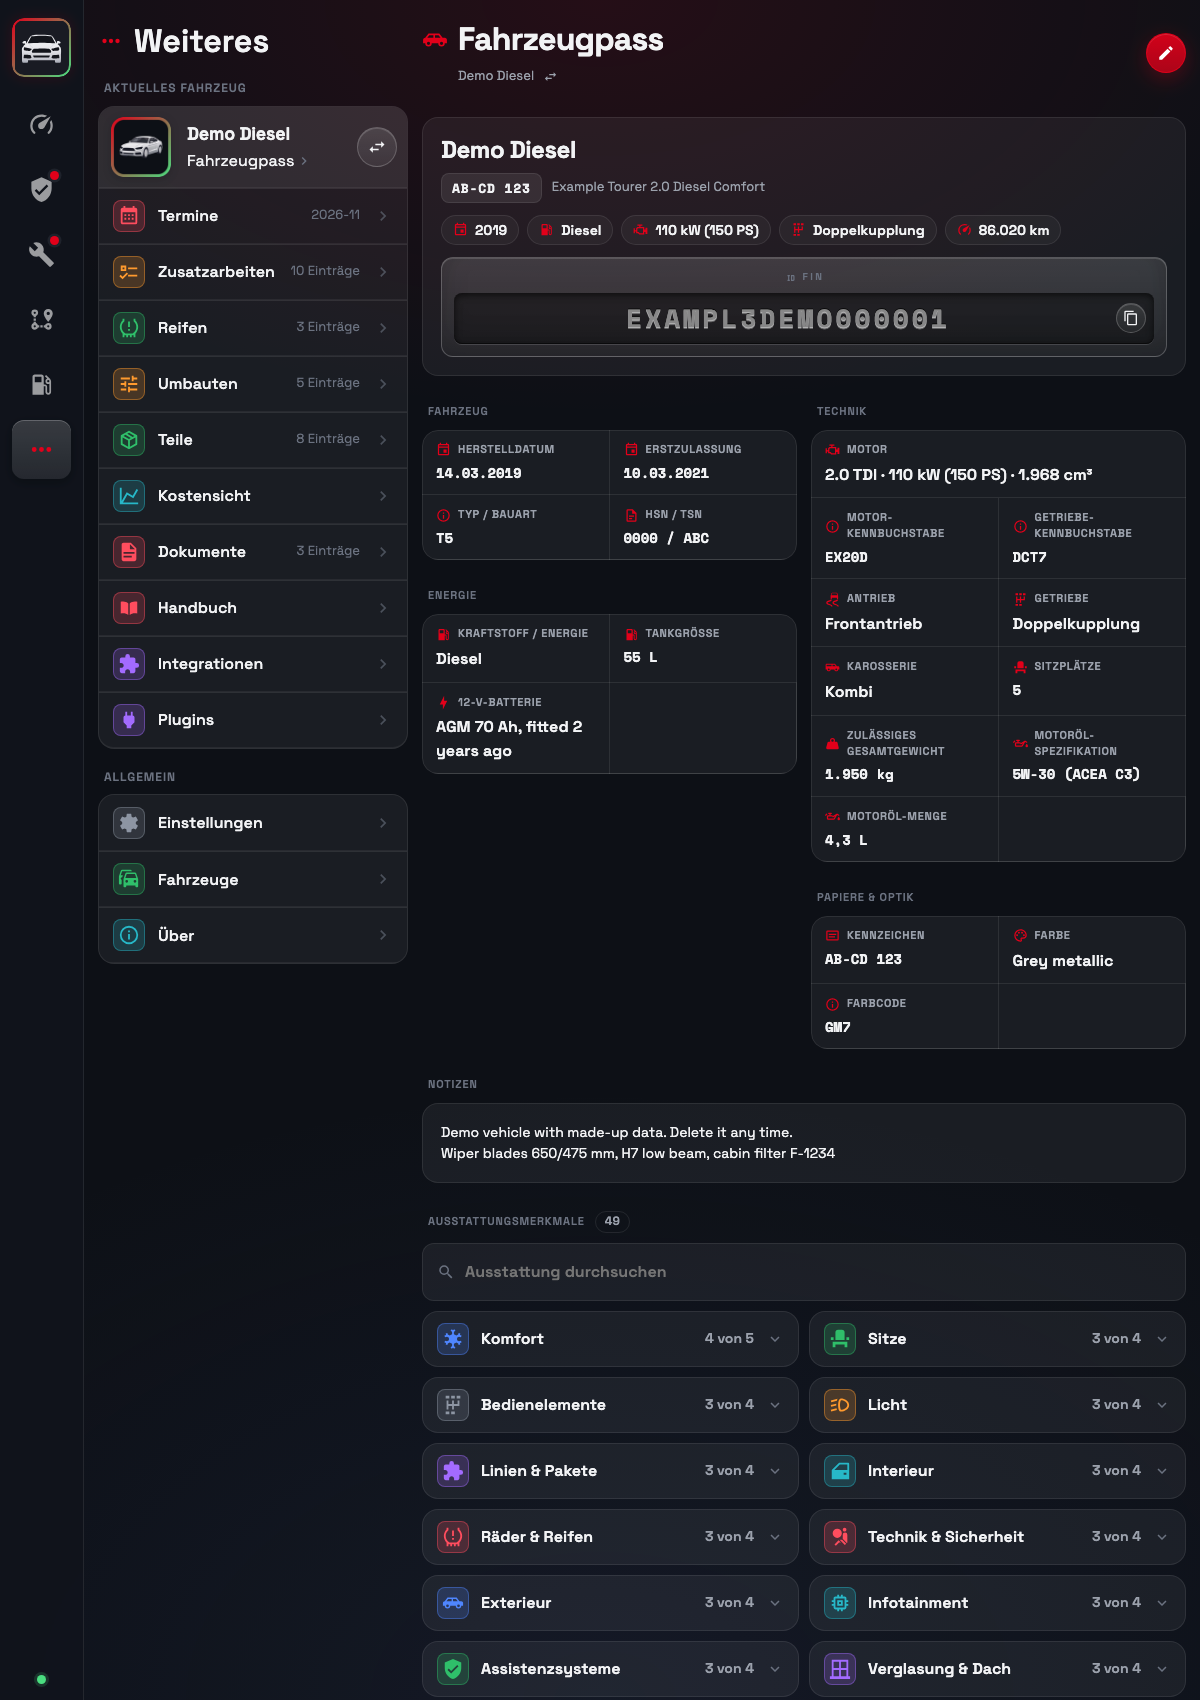 Weiteres
AKTUELLES FAHRZEUG
Demo Diesel
Fahrzeugpass
Termine 2026-11
Zusatzarbeiten 10 Einträge
Reifen 3 Einträge
Umbauten 5 Einträge
Teile 8 Einträge
Kostensicht
Dokumente 3 Einträge
Handbuch
Integrationen
Plugins
ALLGEMEIN
Einstellungen
Fahrzeuge
Über
Fahrzeugpass
Demo Diesel
Demo Diesel
AB-CD 123 Example Tourer 2.0 Diesel Comfort
2019 Diesel 110 kW (150 PS) Doppelkupplung 86.020 km
ID FIN
EXAMPL3DEMO000001
FAHRZEUG
HERSTELLDATUM ERSTZULASSUNG
14.03.2019 10.03.2021
TYP / BAUART HSN / TSN
T5 0000 / ABC
ENERGIE
KRAFTSTOFF / ENERGIE TANKGRÖSSE
Diesel 55 L
12-V-BATTERIE
AGM 70 Ah, fitted 2
years ago
TECHNIK
MOTOR
2.0 TDI · 110 kW (150 PS) · 1.968 cm³
MOTOR-
KENNBUCHSTABE
EX20D
GETRIEBE-
KENNBUCHSTABE
DCT7
ANTRIEB GETRIEBE
Frontantrieb Doppelkupplung
KAROSSERIE SITZPLÄTZE
Kombi 5
ZULÄSSIGES
GESAMTGEWICHT
1.950 kg
MOTORÖL-
SPEZIFIKATION
5W-30 (ACEA C3)
MOTORÖL-MENGE
4,3 L
PAPIERE & OPTIK
KENNZEICHEN FARBE
AB-CD 123 Grey metallic
FARBCODE
GM7
NOTIZEN
Demo vehicle with made-up data. Delete it any time.
Wiper blades 650/475 mm, H7 low beam, cabin filter F-1234
AUSSTATTUNGSMERKMALE 49
Ausstattung durchsuchen
Komfort 4 von 5
Sitze 3 von 4
Bedienelemente 3 von 4
Licht 3 von 4
Linien & Pakete 3 von 4
Interieur 3 von 4
Räder & Reifen 3 von 4
Technik & Sicherheit 3 von 4
Exterieur 3 von 4
Infotainment 3 von 4
Assistenzsysteme 3 von 4
Verglasung & Dach 3 von 4